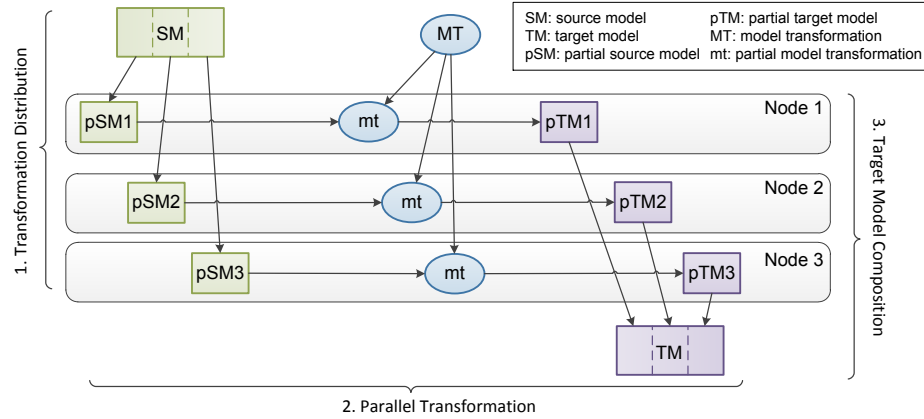 SM
MT
SM: source model
pTM: partial target model
TM: target model
MT: model transformation
pSM: partial source model
mt: partial model transformation
1. Transformation Distribution
pSM1
mt
pTM1
Node 1
pSM2
mt
pTM2
Node 2
pSM3
mt
pTM3
Node 3
3. Target Model Composition
TM
2. Parallel Transformation